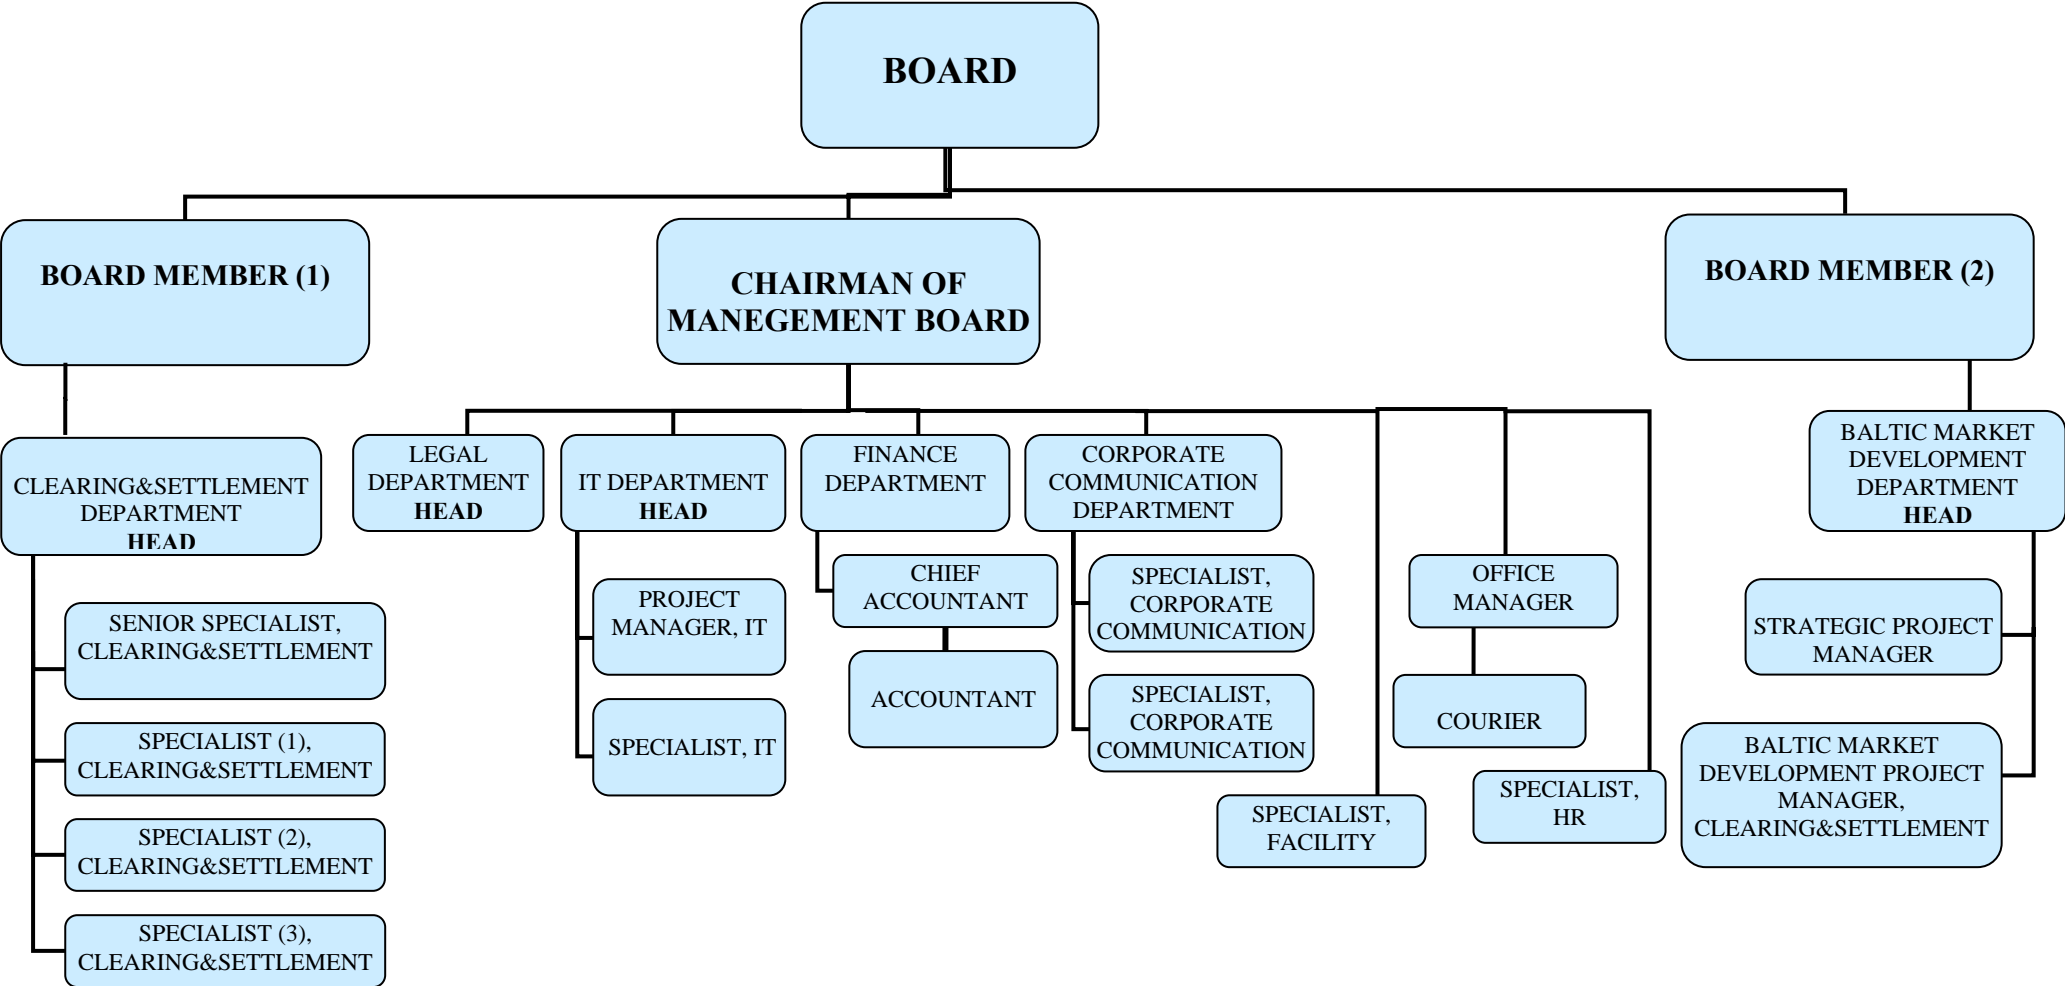 BOARD
BOARD MEMBER (1)
CHAIRMAN OF
MANEGEMENT BOARD
BOARD MEMBER (2)
CLEARING&SETTLEMENT
DEPARTMENT
HEAD
LEGAL
DEPARTMENT
HEAD
IT DEPARTMENT
HEAD
FINANCE
DEPARTMENT
CORPORATE
COMMUNICATION
DEPARTMENT
BALTIC MARKET
DEVELOPMENT
DEPARTMENT
HEAD
SENIOR SPECIALIST,
CLEARING&SETTLEMENT
SPECIALIST (1),
CLEARING&SETTLEMENT
SPECIALIST (2),
CLEARING&SETTLEMENT
SPECIALIST (3),
CLEARING&SETTLEMENT
PROJECT
MANAGER, IT
SPECIALIST, IT
CHIEF
ACCOUNTANT
ACCOUNTANT
SPECIALIST,
CORPORATE
COMMUNICATION
SPECIALIST,
CORPORATE
COMMUNICATION
SPECIALIST,
FACILITY
OFFICE
MANAGER
COURIER
SPECIALIST,
HR
STRATEGIC PROJECT
MANAGER
BALTIC MARKET
DEVELOPMENT PROJECT
MANAGER,
CLEARING&SETTLEMENT